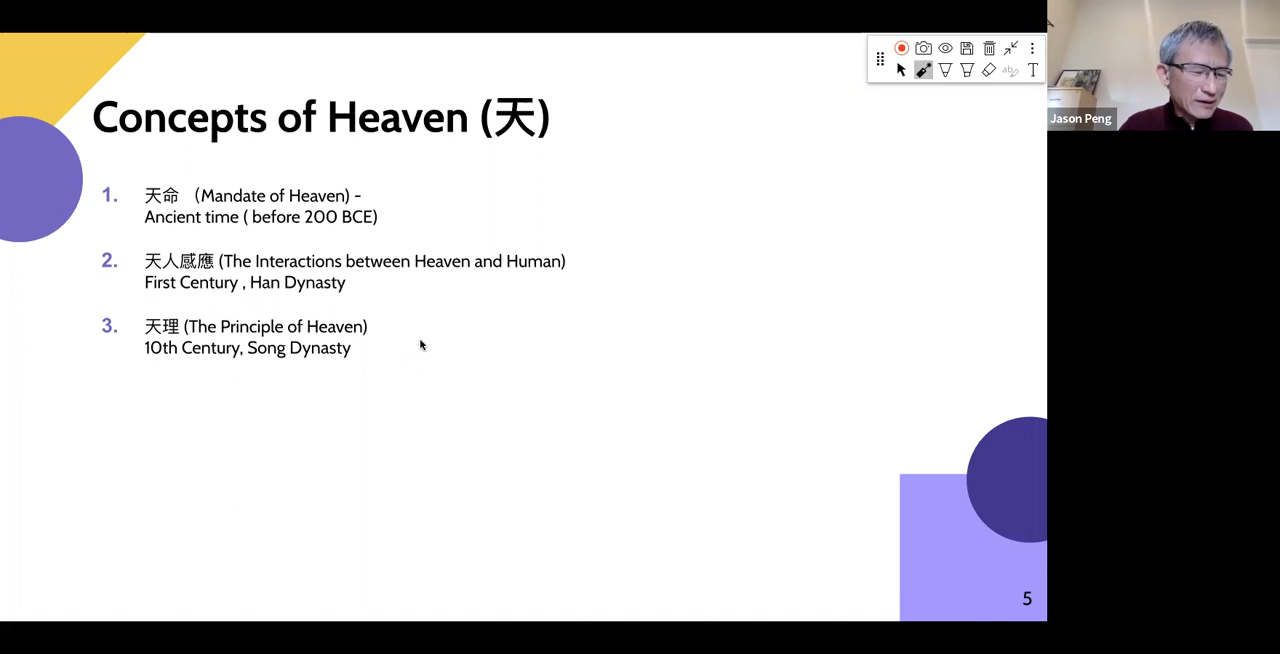 Concepts of Heaven (天)
1. 天命 （Mandate of Heaven) -
Ancient time ( before 200 BCE)
2. 天人感應 (The Interactions between Heaven and Human)
First Century , Han Dynasty
3. 天理 (The Principle of Heaven)
10th Century, Song Dynasty
5
Jason Peng
ab
T